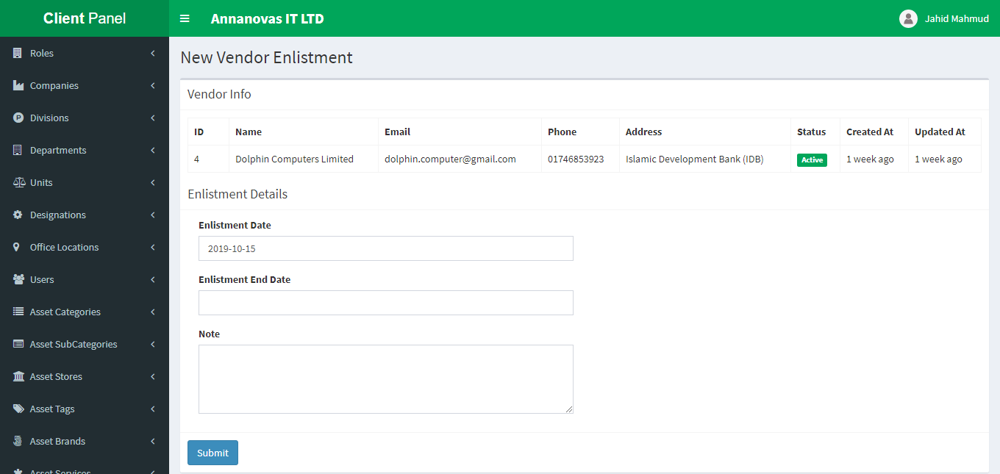 Client Panel
Annanovas IT LTD
Jahid Mahmud
Roles
Companies
Divisions
Departments
Units
Designations
Office Locations
Users
Asset Categories
Asset SubCategories
Asset Stores
Asset Tags
Asset Brands
Asset Services
New Vendor Enlistment
Vendor Info
ID Name Email Phone Address Status Created At Updated At
4 Dolphin Computers Limited dolphin.computer@gmail.com 01746853923 Islamic Development Bank (IDB) Active 1 week ago 1 week ago
Enlistment Details
Enlistment Date
2019-10-15
Enlistment End Date
Note
Submit